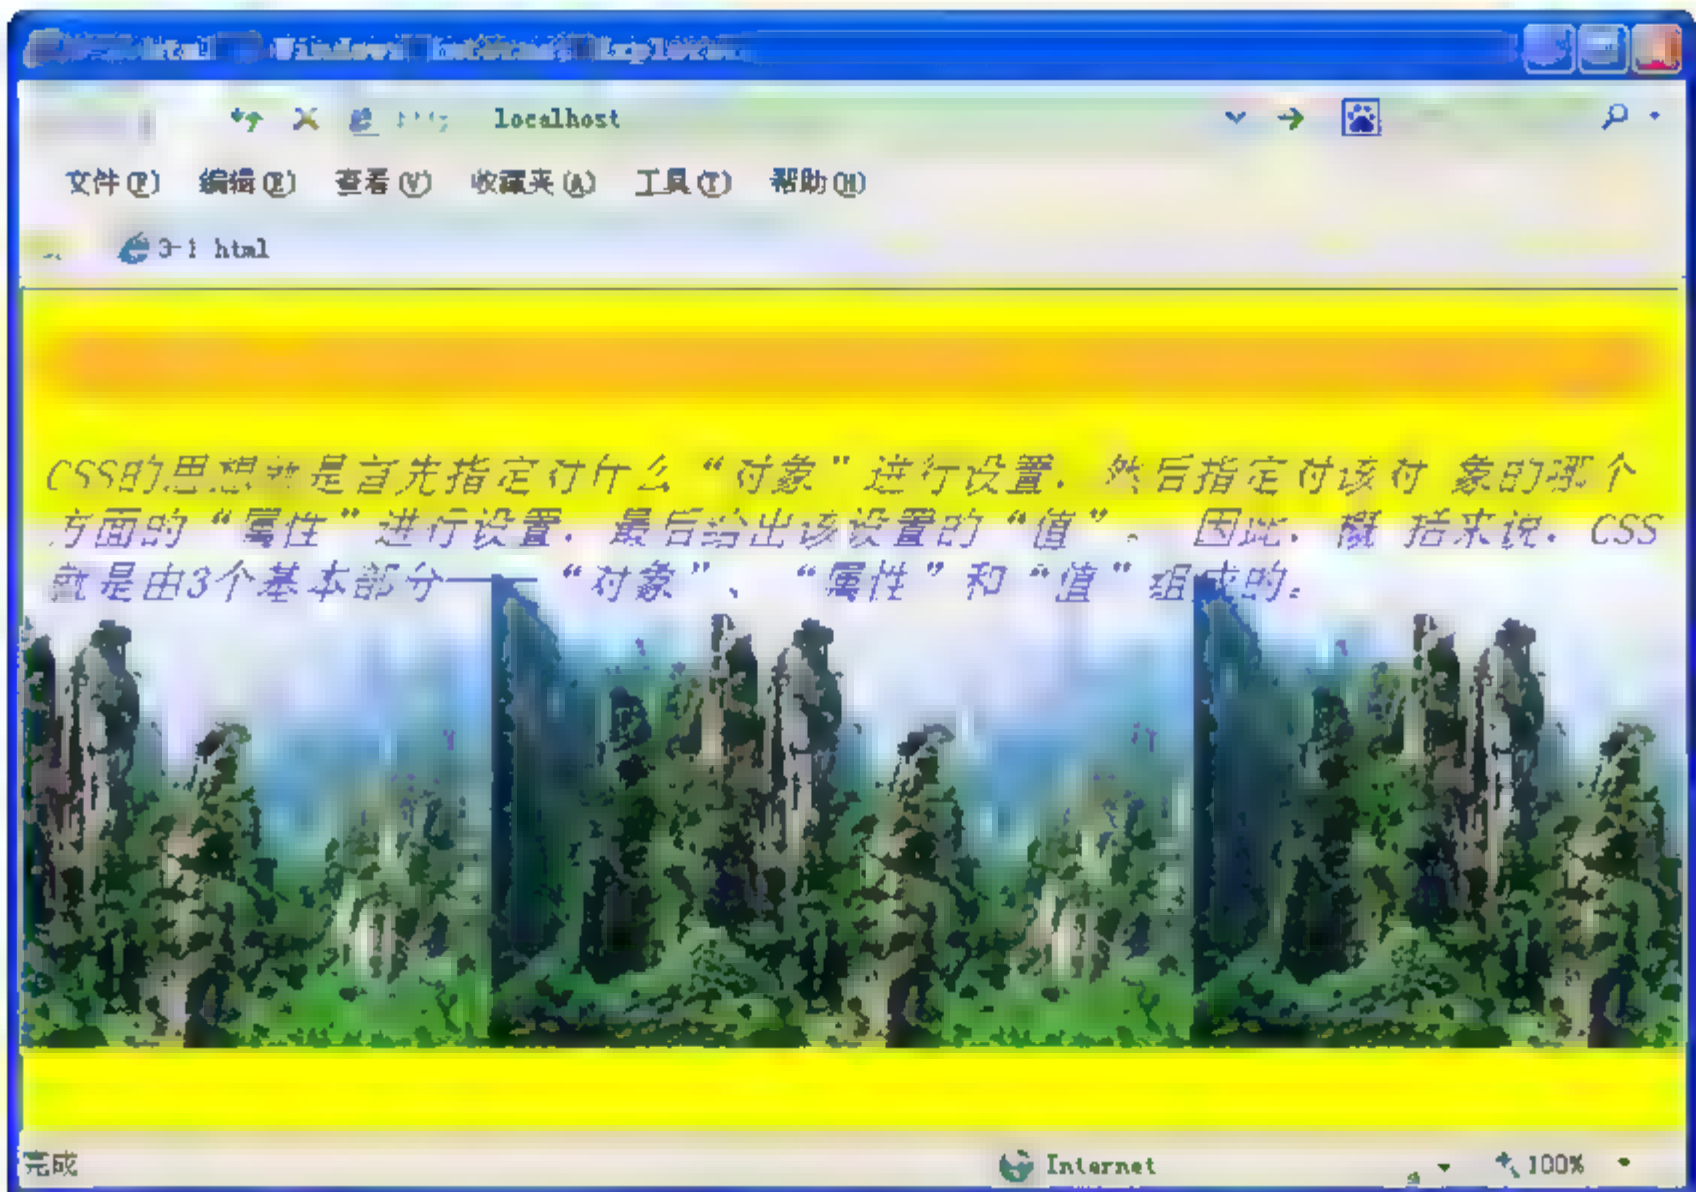 Windows Internet Explorer
localhost
文件(F) 编辑(E) 查看(V) 收藏夹(A) 工具(T) 帮助(H)
3-1 html
CSS的思想就是首先指定对什么“对象”进行设置，然后指定对该对 象的哪个
方面的“属性”进行设置，最后给出该设置的“值”。 因此，概 括来说，CSS
就是由3个基本部分——“对象”、“属性”和“值”组成的。
完成 Internet 100%